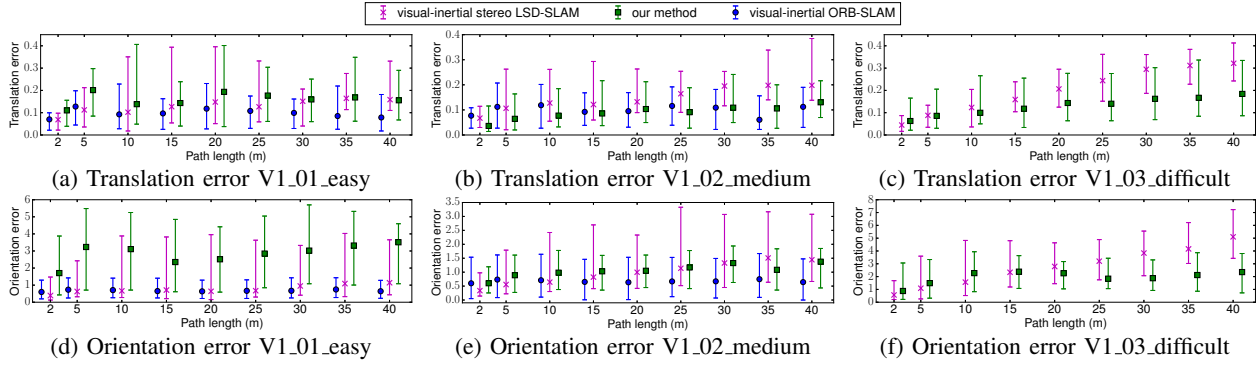 visual-inertial stereo LSD-SLAM our method visual-inertial ORB-SLAM
Translation error
0.4
0.3
0.2
0.1
0.0
2 5 10 15 20 25 30 35 40
Path length (m)
(a) Translation error V1_01_easy
Translation error
0.4
0.3
0.2
0.1
0.0
2 5 10 15 20 25 30 35 40
Path length (m)
(b) Translation error V1_02_medium
Translation error
0.4
0.3
0.2
0.1
0.0
2 5 10 15 20 25 30 35 40
Path length (m)
(c) Translation error V1_03_difficult
Orientation error
6
5
4
3
2
1
0
2 5 10 15 20 25 30 35 40
Path length (m)
(d) Orientation error V1_01_easy
Orientation error
3.5
3.0
2.5
2.0
1.5
1.0
0.5
0.0
2 5 10 15 20 25 30 35 40
Path length (m)
(e) Orientation error V1_02_medium
Orientation error
8
7
6
5
4
3
2
1
0
2 5 10 15 20 25 30 35 40
Path length (m)
(f) Orientation error V1_03_difficult